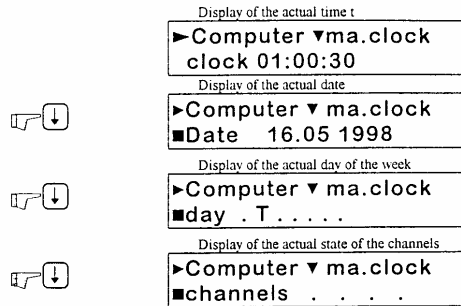 Display of the actual time t
►Computer ▼ma.clock
clock 01:00:30
Display of the actual date
►Computer ▼ ma.clock
■Date 16.05 1998
Display of the actual day of the week
►Computer ▼ ma.clock
■day . T . . . . .
Display of the actual state of the channels
►Computer ▼ ma.clock
■channels . . . .